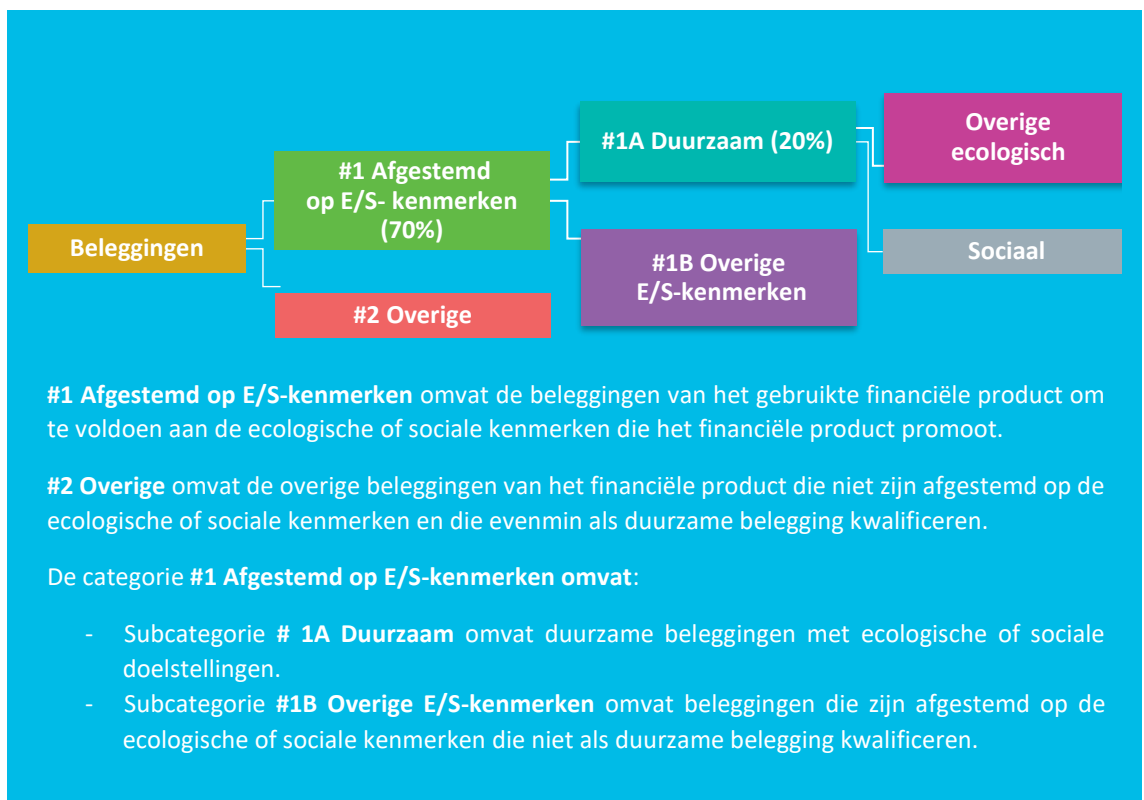 Beleggingen
#1 Afgestemd
op E/S- kenmerken
(70%)
#2 Overige
#1A Duurzaam (20%)
#1B Overige
E/S-kenmerken
Overige
ecologisch
Sociaal
#1 Afgestemd op E/S-kenmerken omvat de beleggingen van het gebruikte financiële product om
te voldoen aan de ecologische of sociale kenmerken die het financiële product promoot.
#2 Overige omvat de overige beleggingen van het financiële product die niet zijn afgestemd op de
ecologische of sociale kenmerken en die evenmin als duurzame belegging kwalificeren.
De categorie #1 Afgestemd op E/S-kenmerken omvat:
- Subcategorie # 1A Duurzaam omvat duurzame beleggingen met ecologische of sociale
doelstellingen.
- Subcategorie #1B Overige E/S-kenmerken omvat beleggingen die zijn afgestemd op de
ecologische of sociale kenmerken die niet als duurzame belegging kwalificeren.